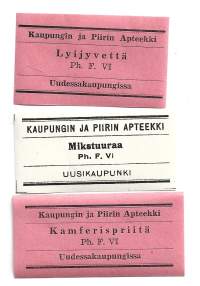 Kaupungin ja Piirin Apteekki
Lyijyvettä
Ph. F. VI
Uudessakaupungissa
KAUPUNGIN JA PIIRIN APTEEKKI
Mikstuuraa
Ph. F. VI
UUSIKAUPUNKI
Kaupungin ja Piirin Apteekki
Kamferispriitä
Ph. F. VI
Uudessakaupungissa